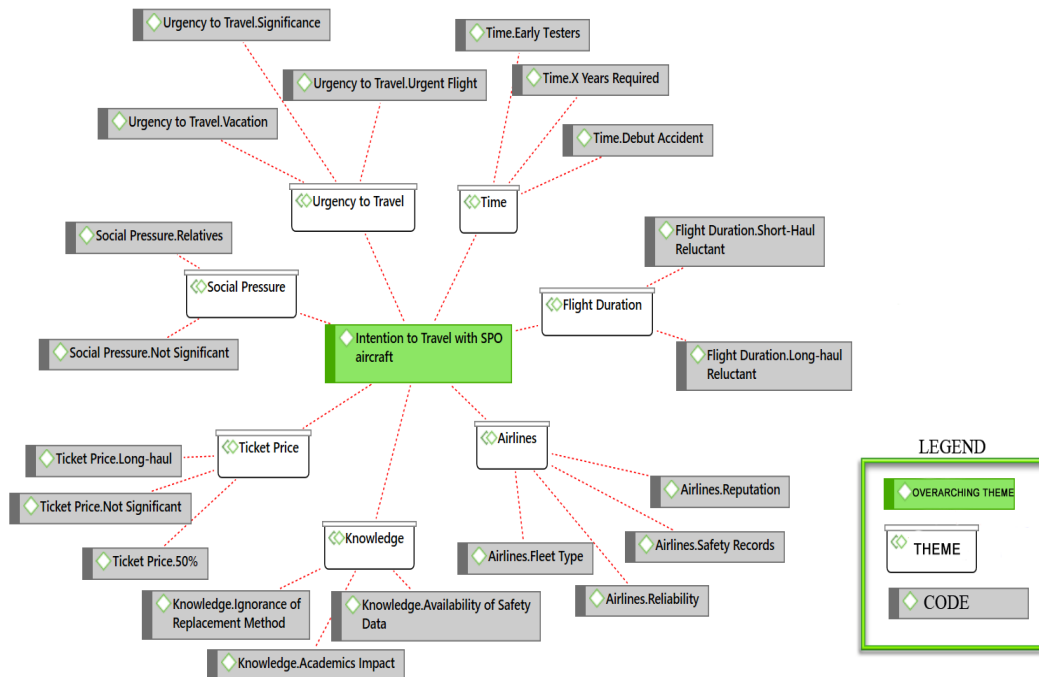 Urgency to Travel.Significance
Time.Early Testers
Urgency to Travel.Urgent Flight
Time.X Years Required
Urgency to Travel.Vacation
Time.Debut Accident
Urgency to Travel
Time
Social Pressure.Relatives
Flight Duration.Short-Haul
Reluctant
Social Pressure
Flight Duration
Intention to Travel with SPO
aircraft
Social Pressure.Not Significant
Flight Duration.Long-haul
Reluctant
Ticket Price
Airlines
Ticket Price.Long-haul
Airlines.Reputation
Ticket Price.Not Significant
Knowledge
Airlines.Safety Records
Ticket Price.50%
Airlines.Fleet Type
Airlines.Reliability
Knowledge.Ignorance of
Replacement Method
Knowledge.Availability of Safety
Data
Knowledge.Academics Impact
LEGEND
OVERARCHING THEME
THEME
CODE